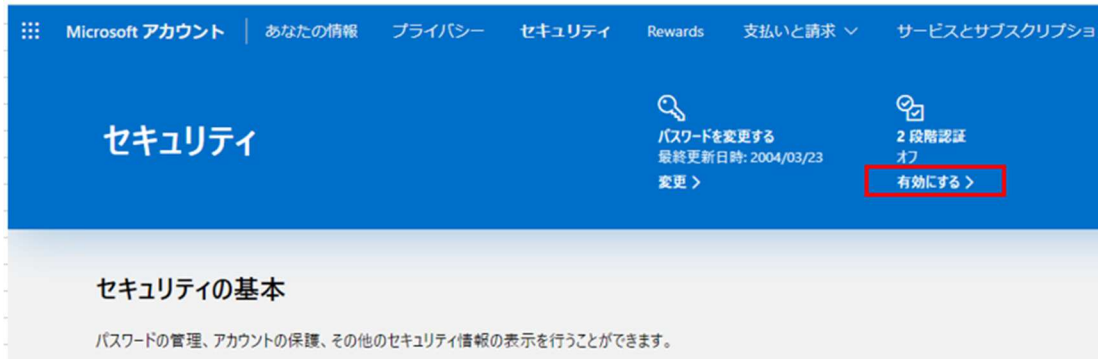 Microsoft アカウント あなたの情報 プライバシー セキュリティ Rewards 支払いと請求 サービスとサブスクリプショ
セキュリティ
パスワードを変更する
最終更新日時: 2004/03/23
変更
2 段階認証
オフ
有効にする
セキュリティの基本
パスワードの管理、アカウントの保護、その他のセキュリティ情報の表示を行うことができます。